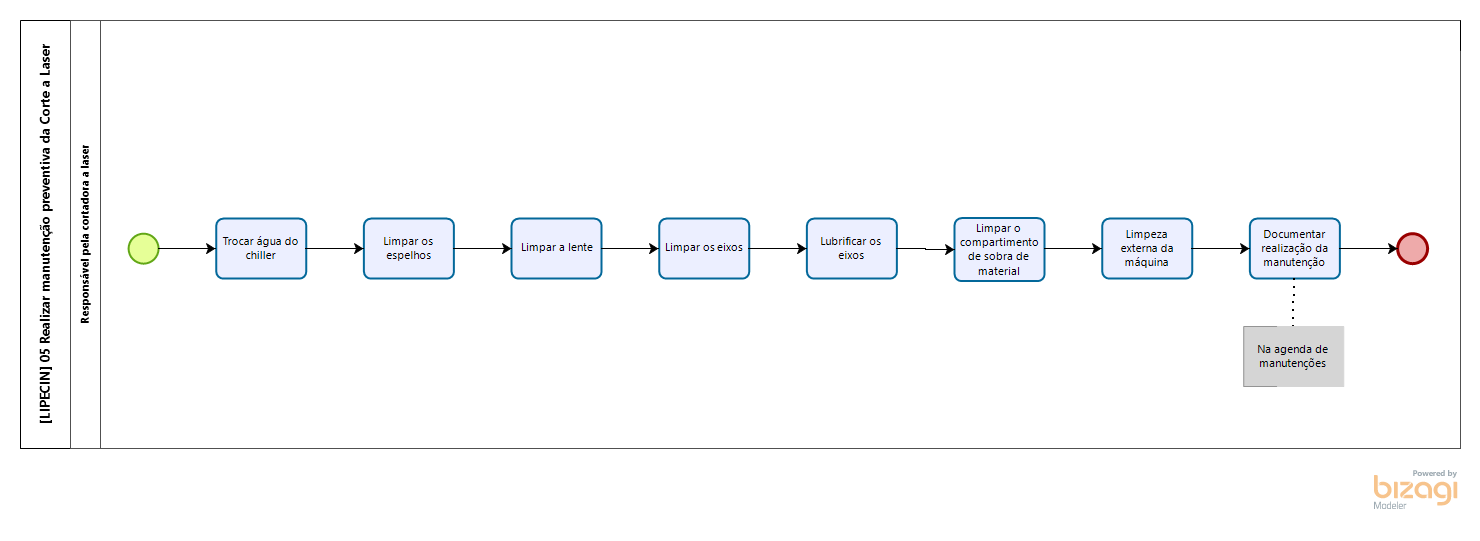 [LIPECIN] 05 Realizar manutenção preventiva da Corte a Laser
Responsável pela cortadora a laser
Trocar água do
chiller
Limpar os
espelhos
Limpar a lente
Limpar os eixos
Lubrificar os
eixos
Limpar o
compartimento
de sobra de
material
Limpeza
externa da
máquina
Documentar
realização da
manutenção
Na agenda de
manutenções
Powered by
bizagi
Modeler